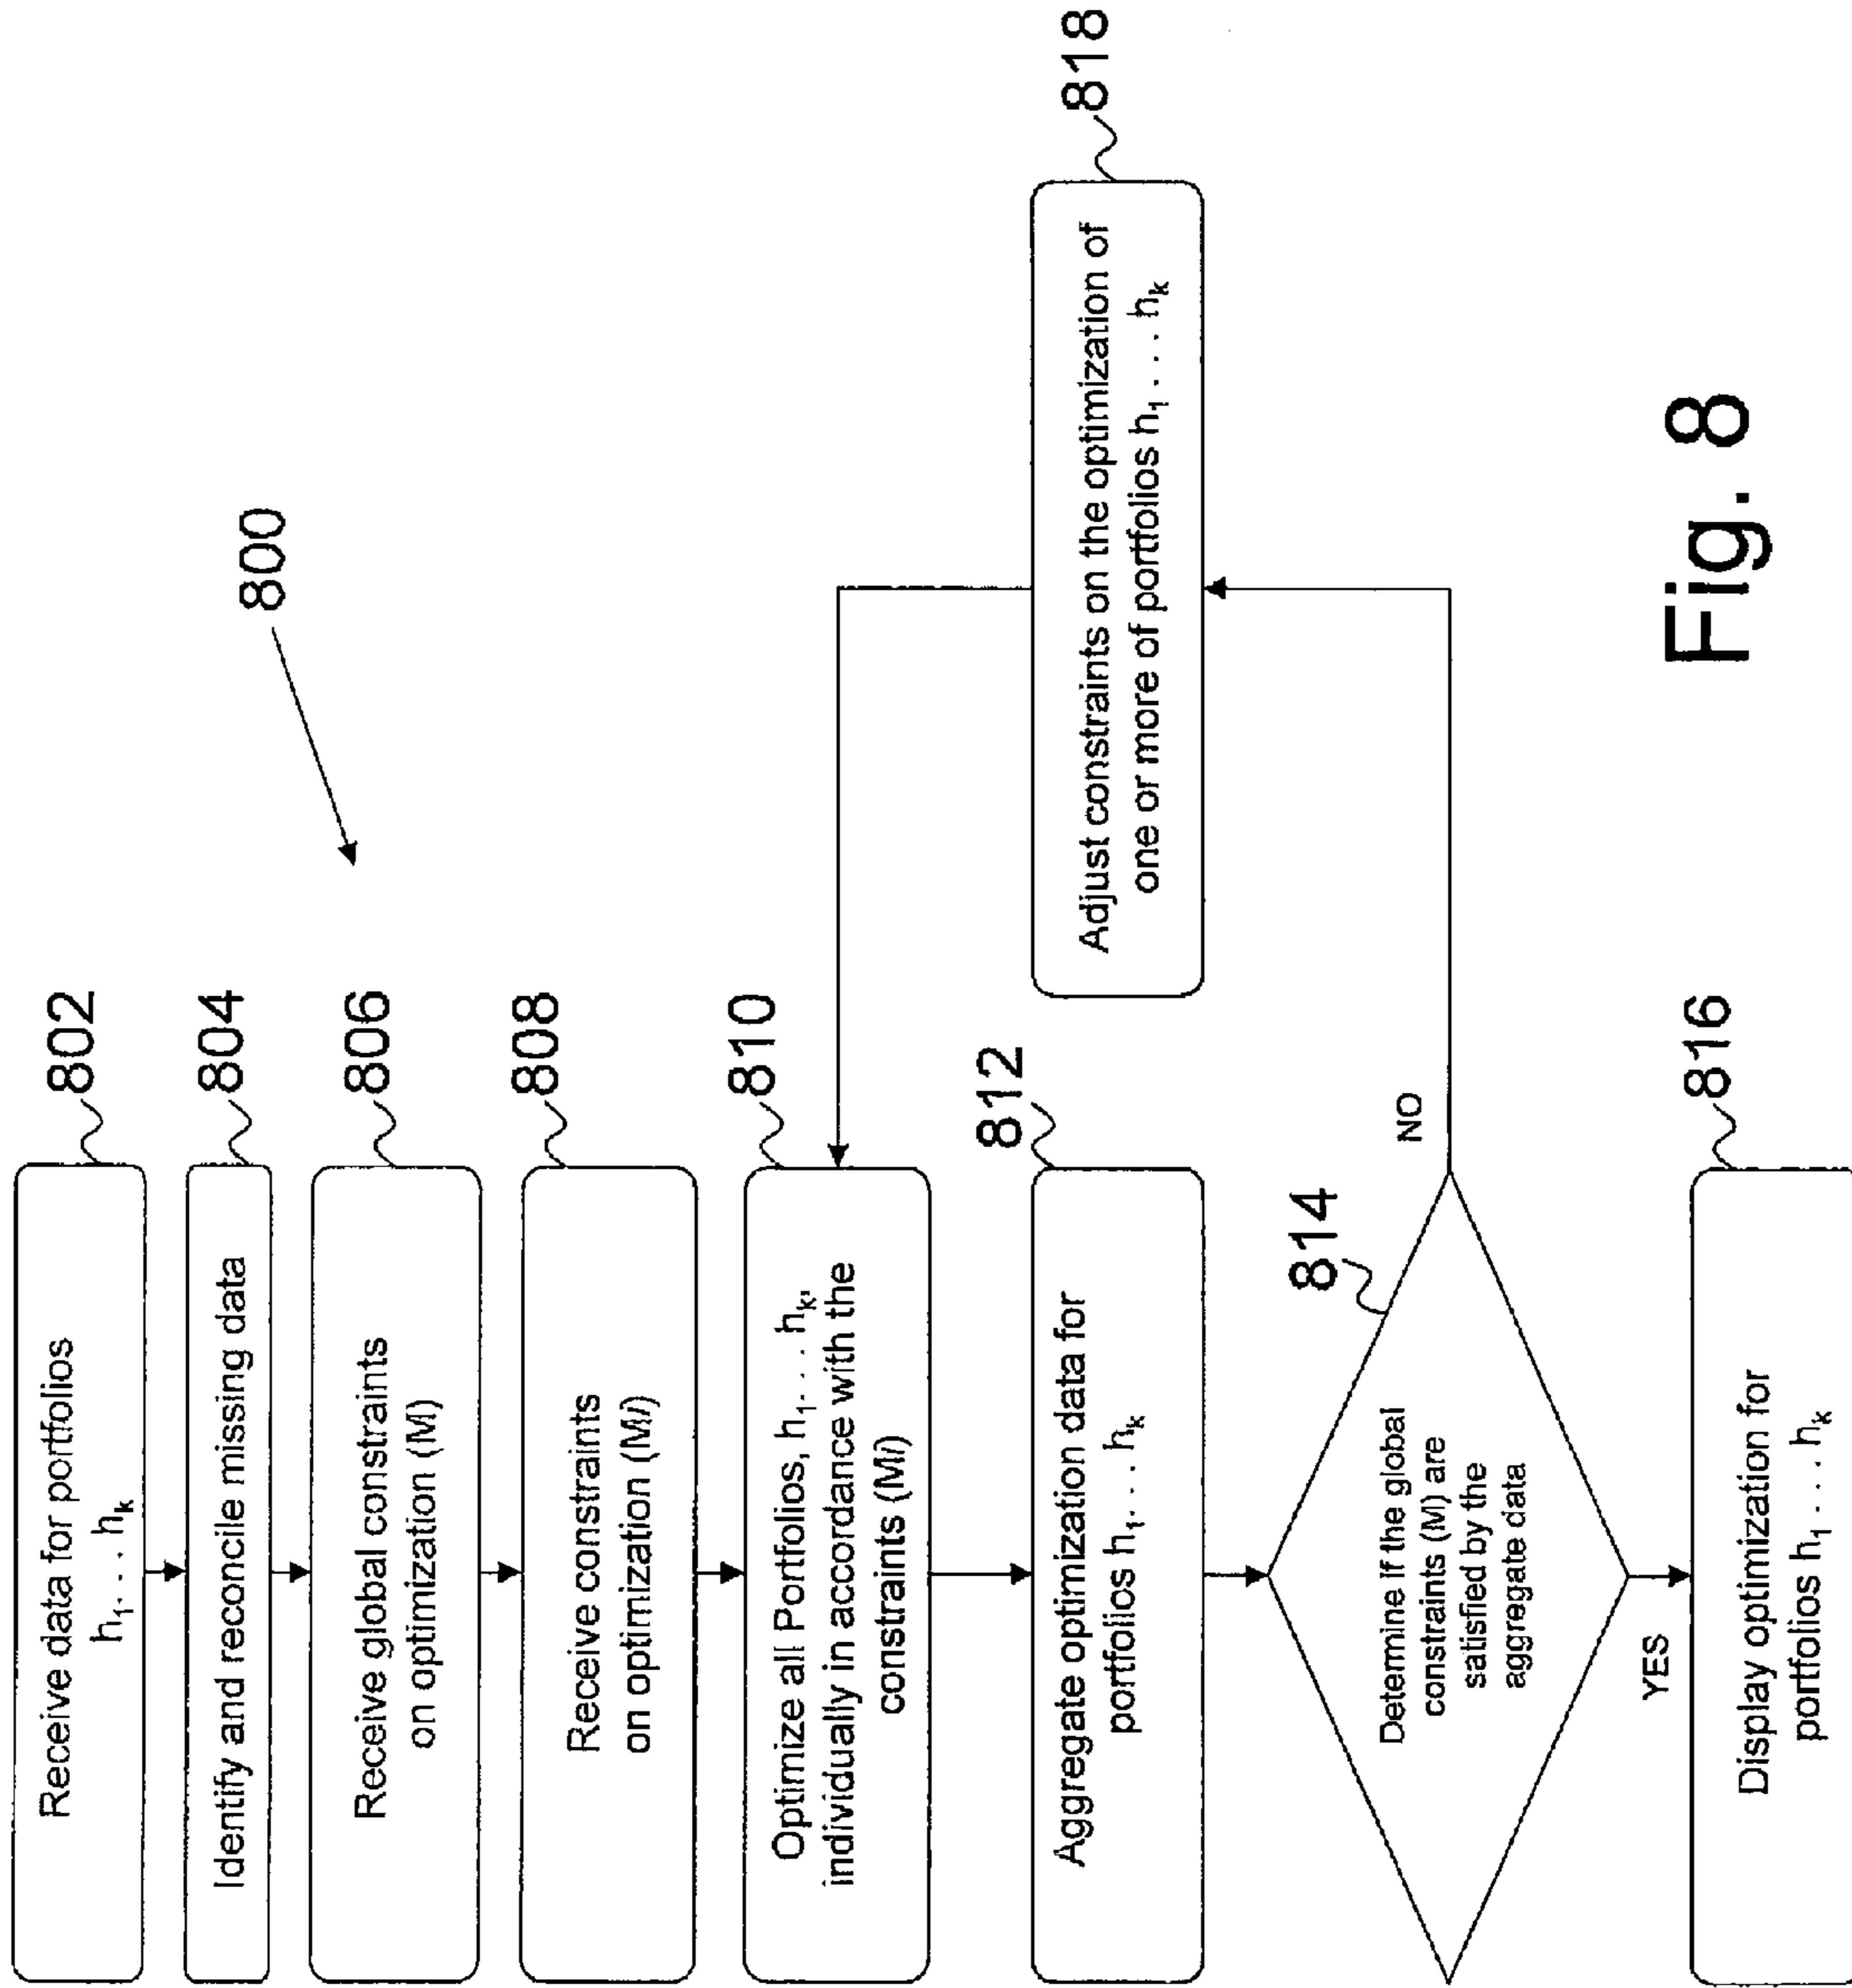 800
Receive data for portfolios
h1. . . hk
802
Identify and reconcile missing data
804
Receive global constraints
on optimization (M)
806
Receive constraints
on optimization (Mi)
808
Optimize all Portfolios, h1. . . hk,
individually in accordance with the
constraints (Mi)
810
Aggregate optimization data for
portfolios h1. . . hk
812
Determine if the global
constraints (M) are
satisfied by the
aggregate data
814
NO
YES
Adjust constraints on the optimization of
one or more of portfolios h1 . . . hk
818
Display optimization for
portfolios h1 . . . hk
816
Fig. 8